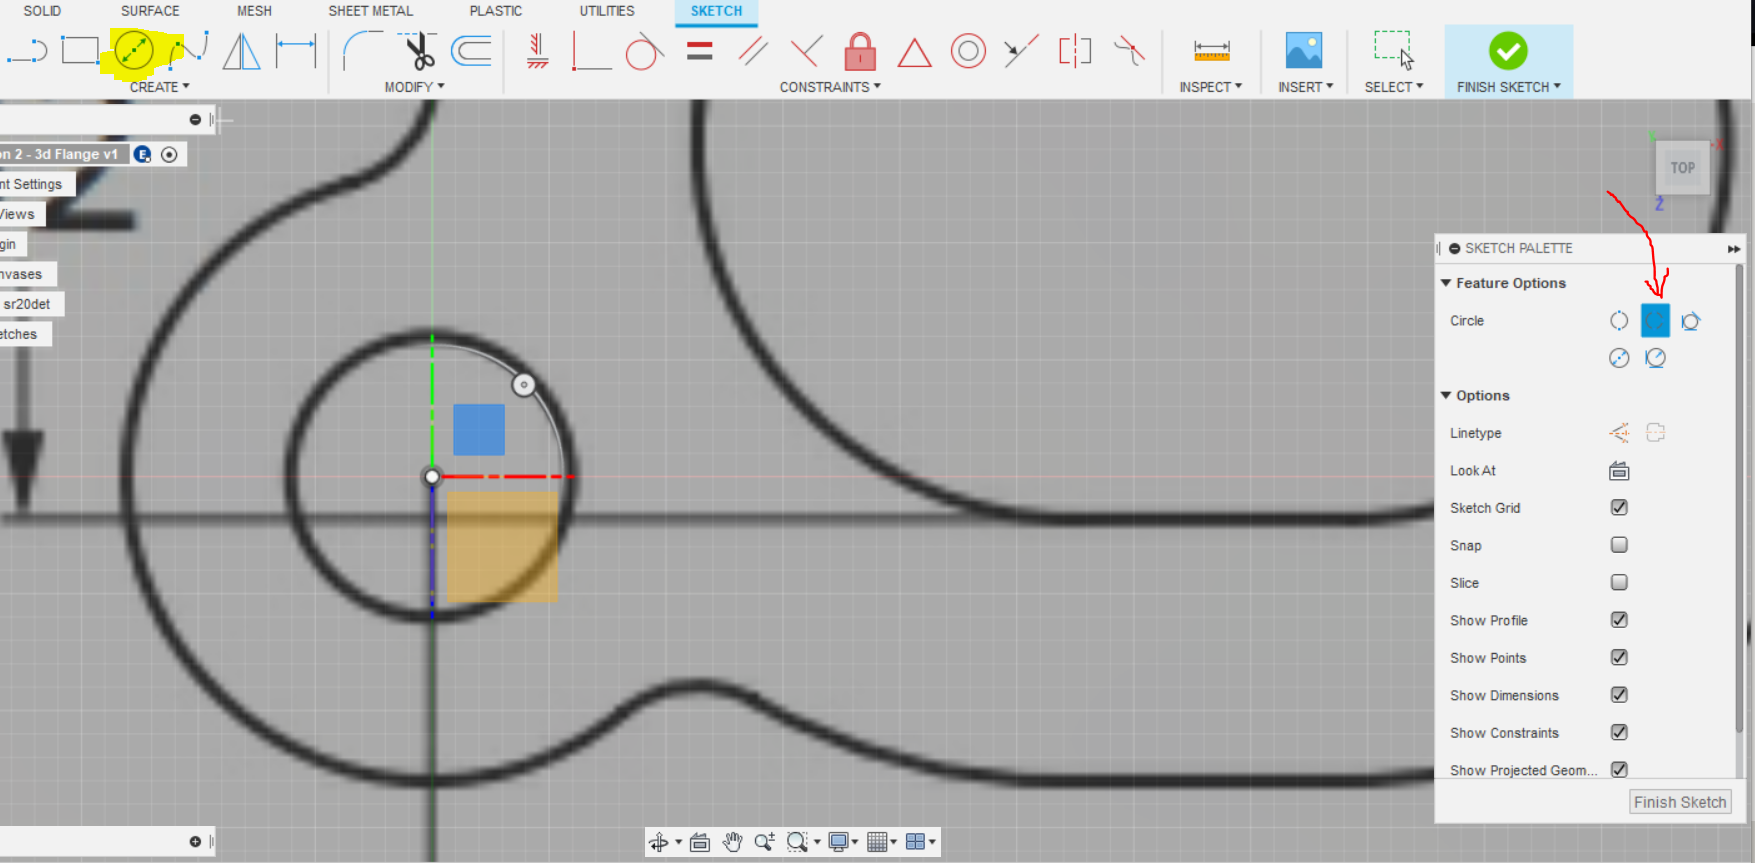 SOLID SURFACE MESH SHEET METAL PLASTIC UTILITIES SKETCH
CREATE MODIFY CONSTRAINTS INSPECT INSERT SELECT FINISH SKETCH
on 2 - 3d Flange v1
nt Settings
Views
gin
nvases
sr20det
etches
TOP
X
Z
SKETCH PALETTE
Feature Options
Circle
Options
Linetype
Look At
Sketch Grid
Snap
Slice
Show Profile
Show Points
Show Dimensions
Show Constraints
Show Projected Geom...
Finish Sketch